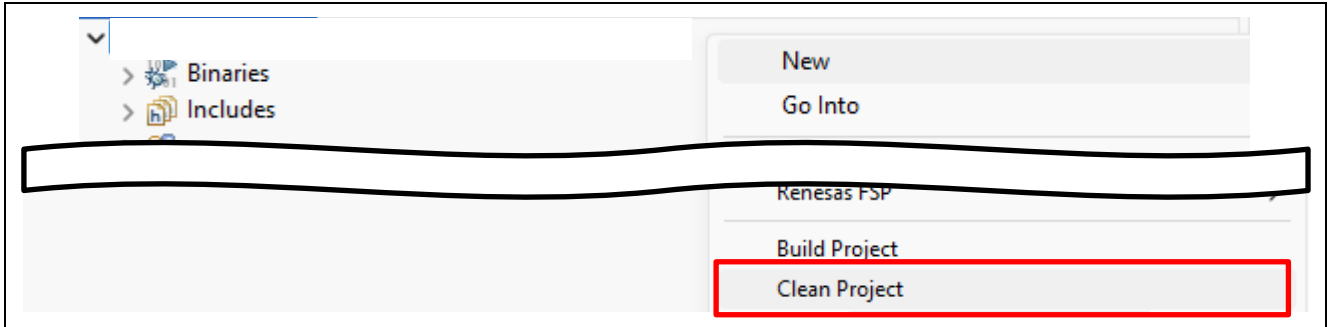 Binaries
Includes
New
Go Into
Renesas FSP
Build Project
Clean Project